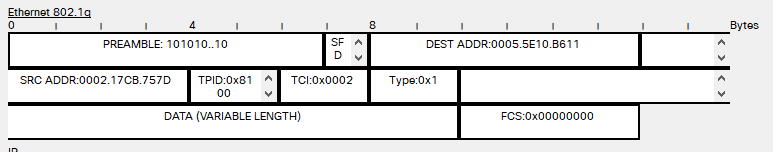 Ethernet 802.1q
0 4 8 Bytes
PREAMBLE: 101010..10 SF DEST ADDR:0005.5E10.B611
D
SRC ADDR:0002.17CB.757D TPID:0x81 TCI:0x0002 Type:0x1
00
DATA (VARIABLE LENGTH) FCS:0x00000000